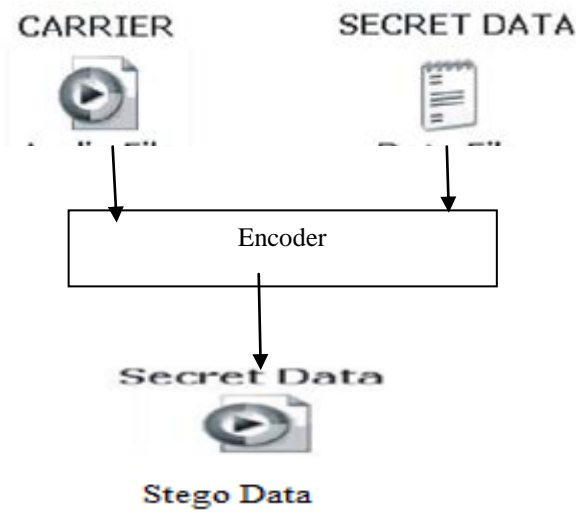 CARRIER
SECRET DATA
Encoder
Secret Data
Stego Data